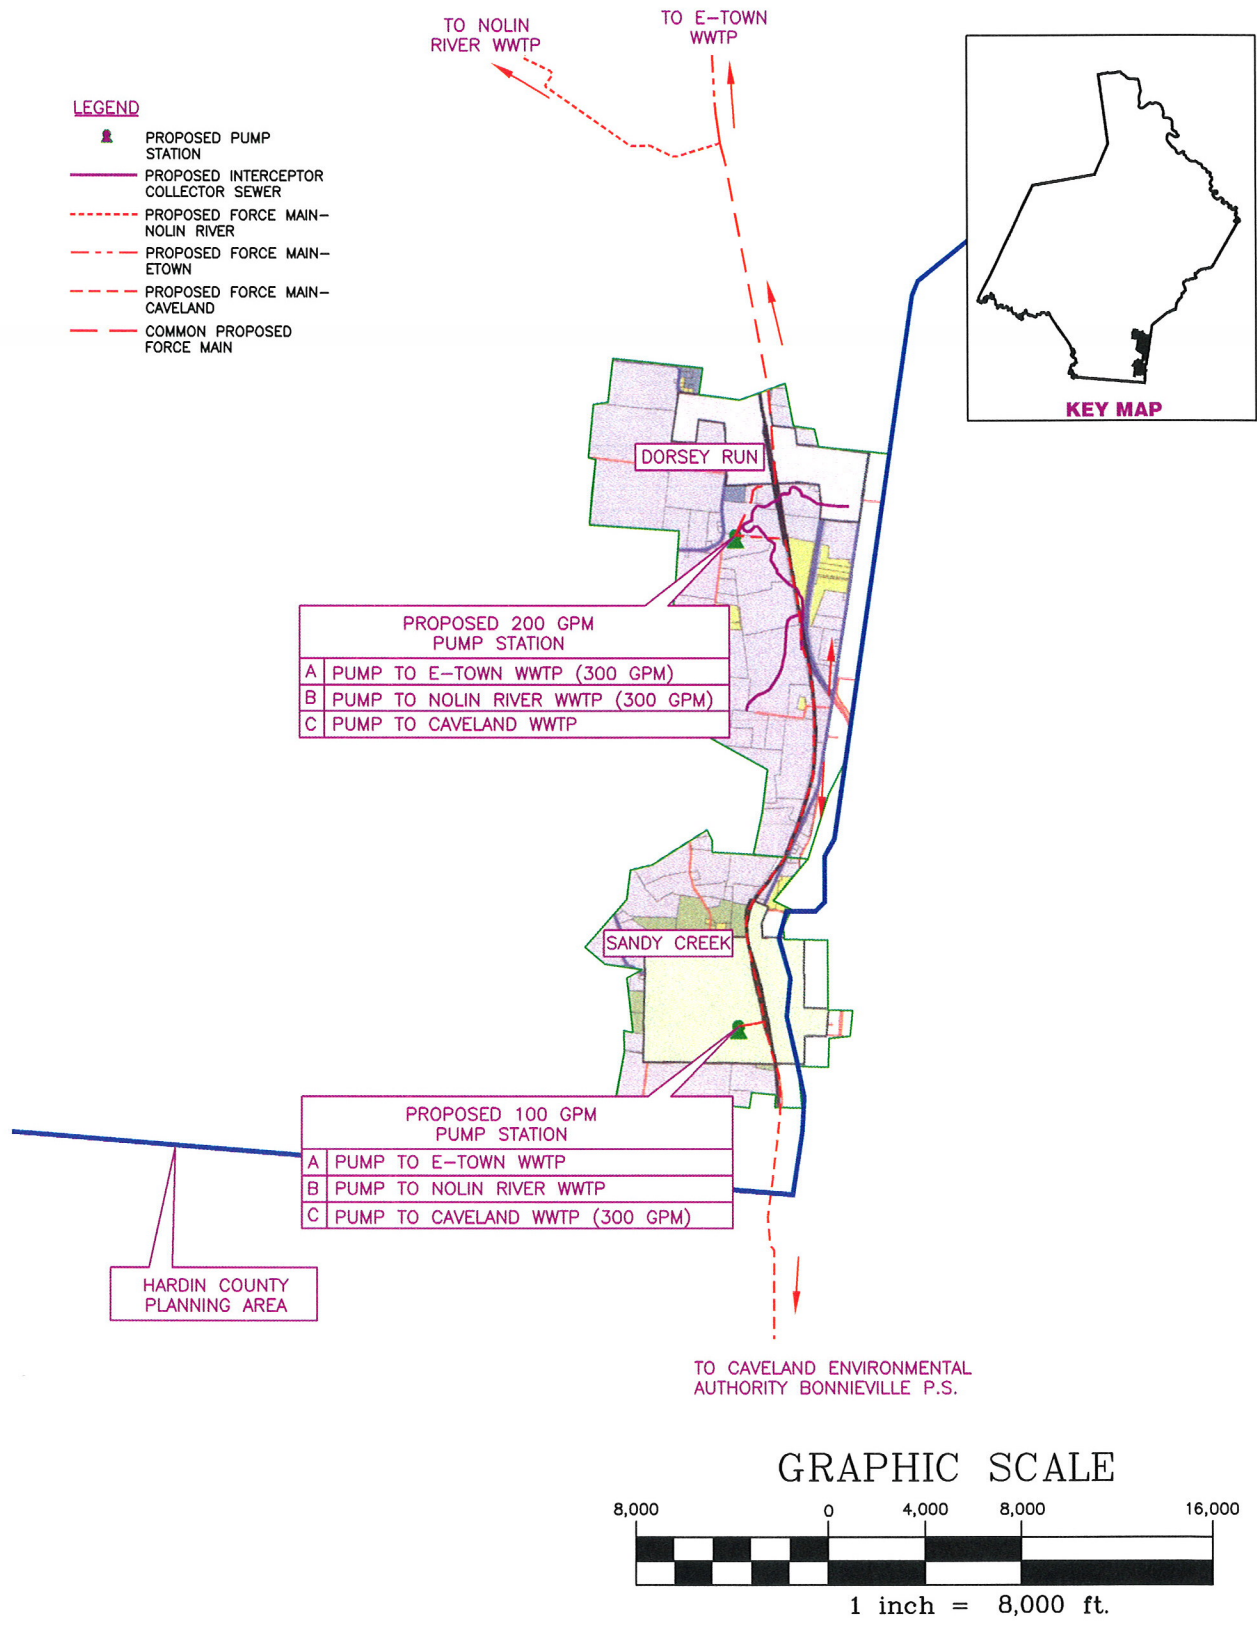 TO NOLIN
RIVER WWTP
TO E-TOWN
WWTP
LEGEND
PROPOSED PUMP
STATION
PROPOSED INTERCEPTOR
COLLECTOR SEWER
PROPOSED FORCE MAIN-
NOLIN RIVER
PROPOSED FORCE MAIN-
ETOWN
PROPOSED FORCE MAIN-
CAVELAND
COMMON PROPOSED
FORCE MAIN
KEY MAP
DORSEY RUN
PROPOSED 200 GPM
PUMP STATION
A PUMP TO E-TOWN WWTP (300 GPM)
B PUMP TO NOLIN RIVER WWTP (300 GPM)
C PUMP TO CAVELAND WWTP
SANDY CREEK
PROPOSED 100 GPM
PUMP STATION
A PUMP TO E-TOWN WWTP
B PUMP TO NOLIN RIVER WWTP
C PUMP TO CAVELAND WWTP (300 GPM)
HARDIN COUNTY
PLANNING AREA
TO CAVELAND ENVIRONMENTAL
AUTHORITY BONNIEVILLE P.S.
GRAPHIC SCALE
8,000 0 4,000 8,000 16,000
1 inch = 8,000 ft.